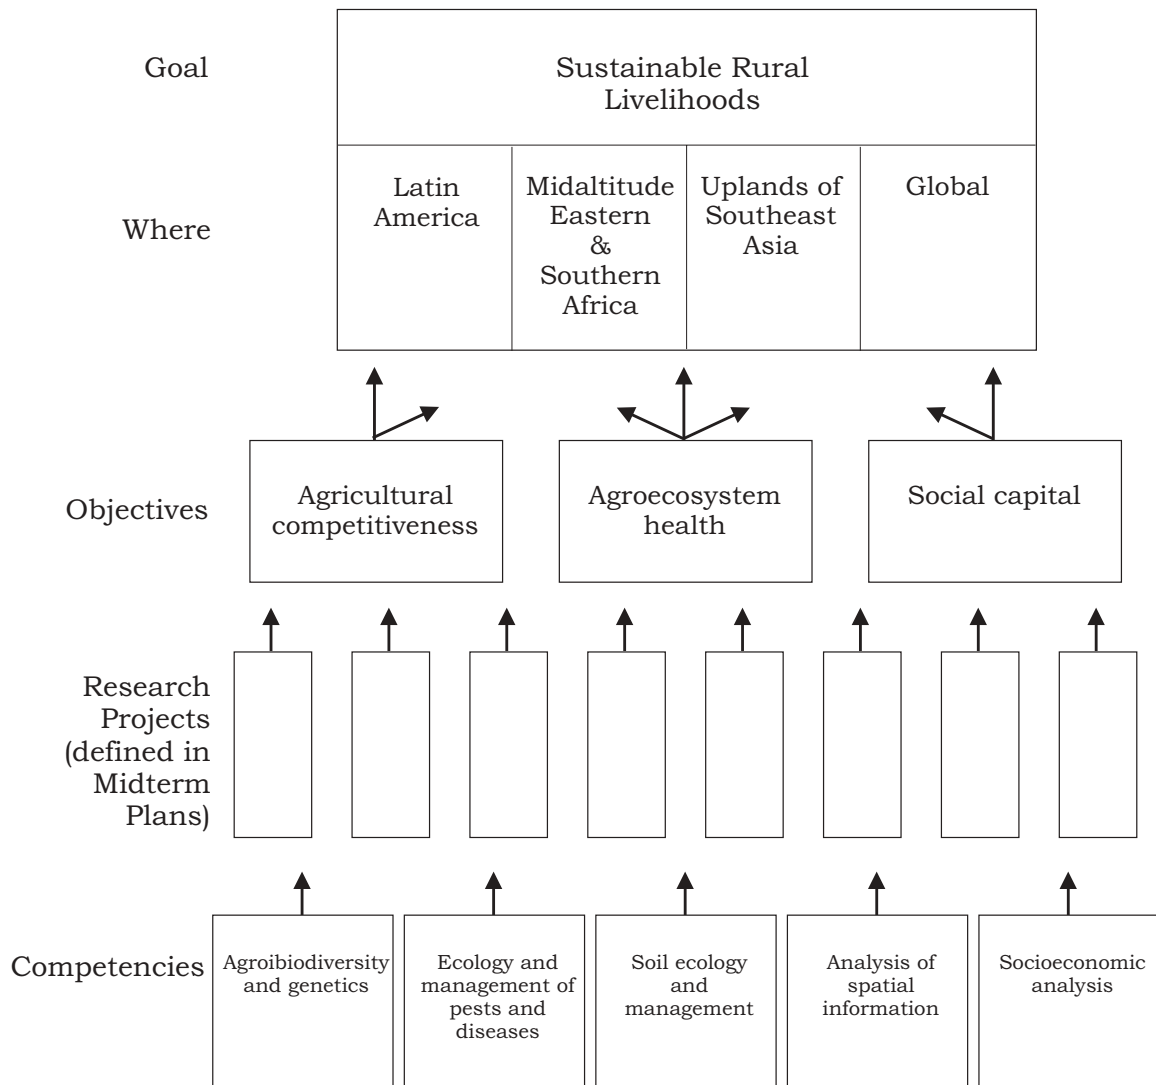 Goal
Sustainable Rural
Livelihoods
Where
Latin
America
Midaltitude
Eastern
&
Southern
Africa
Uplands of
Southeast
Asia
Global
Objectives
Agricultural
competitiveness
Agroecosystem
health
Social capital
Research
Projects
(defined in
Midterm
Plans)
Competencies
Agroibiodiversity
and genetics
Ecology and
management of
pests and
diseases
Soil ecology
and
management
Analysis of
spatial
information
Socioeconomic
analysis